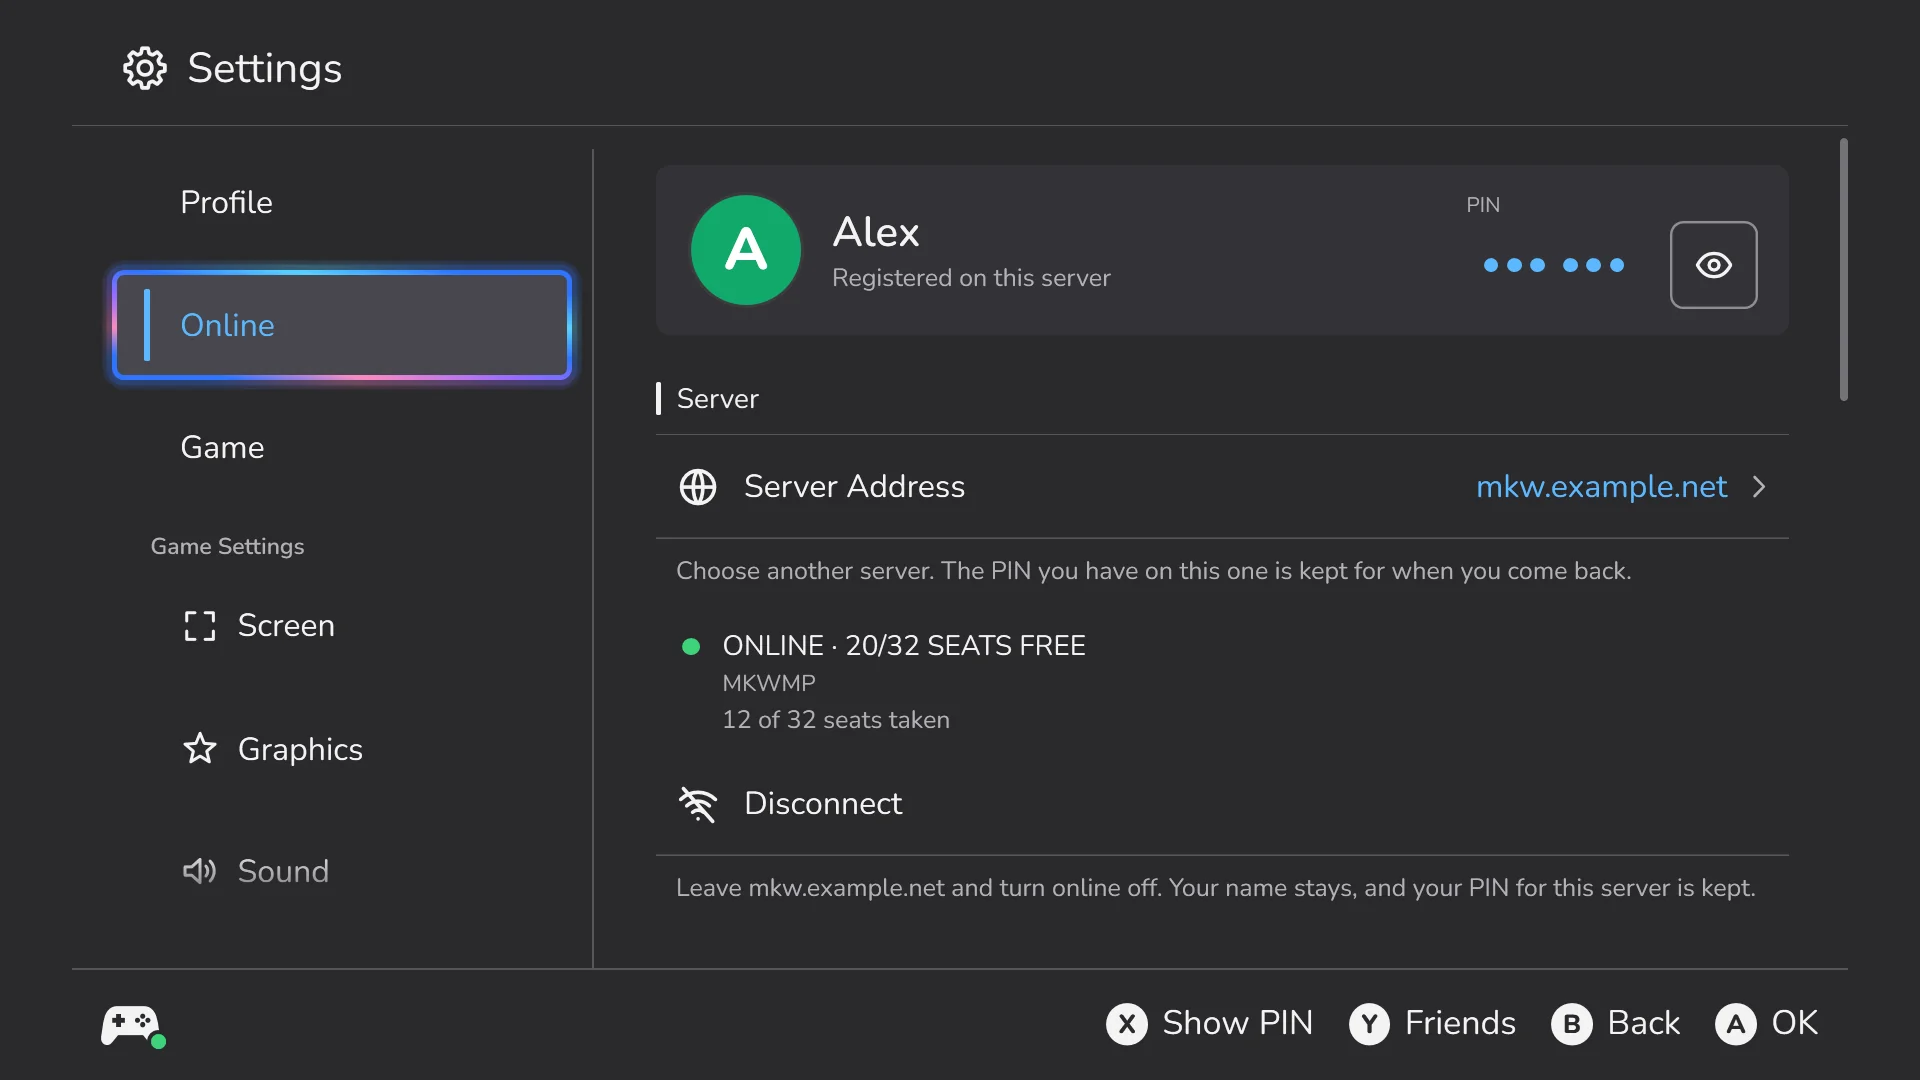 Settings
Profile
Online
Game
Game Settings
Screen
Graphics
Sound
A
Alex
Registered on this server
PIN
Server
Server Address
mkw.example.net
Choose another server. The PIN you have on this one is kept for when you come back.
ONLINE · 20/32 SEATS FREE
MKWMP
12 of 32 seats taken
Disconnect
Leave mkw.example.net and turn online off. Your name stays, and your PIN for this server is kept.
X Show PIN
Y Friends
B Back
A OK